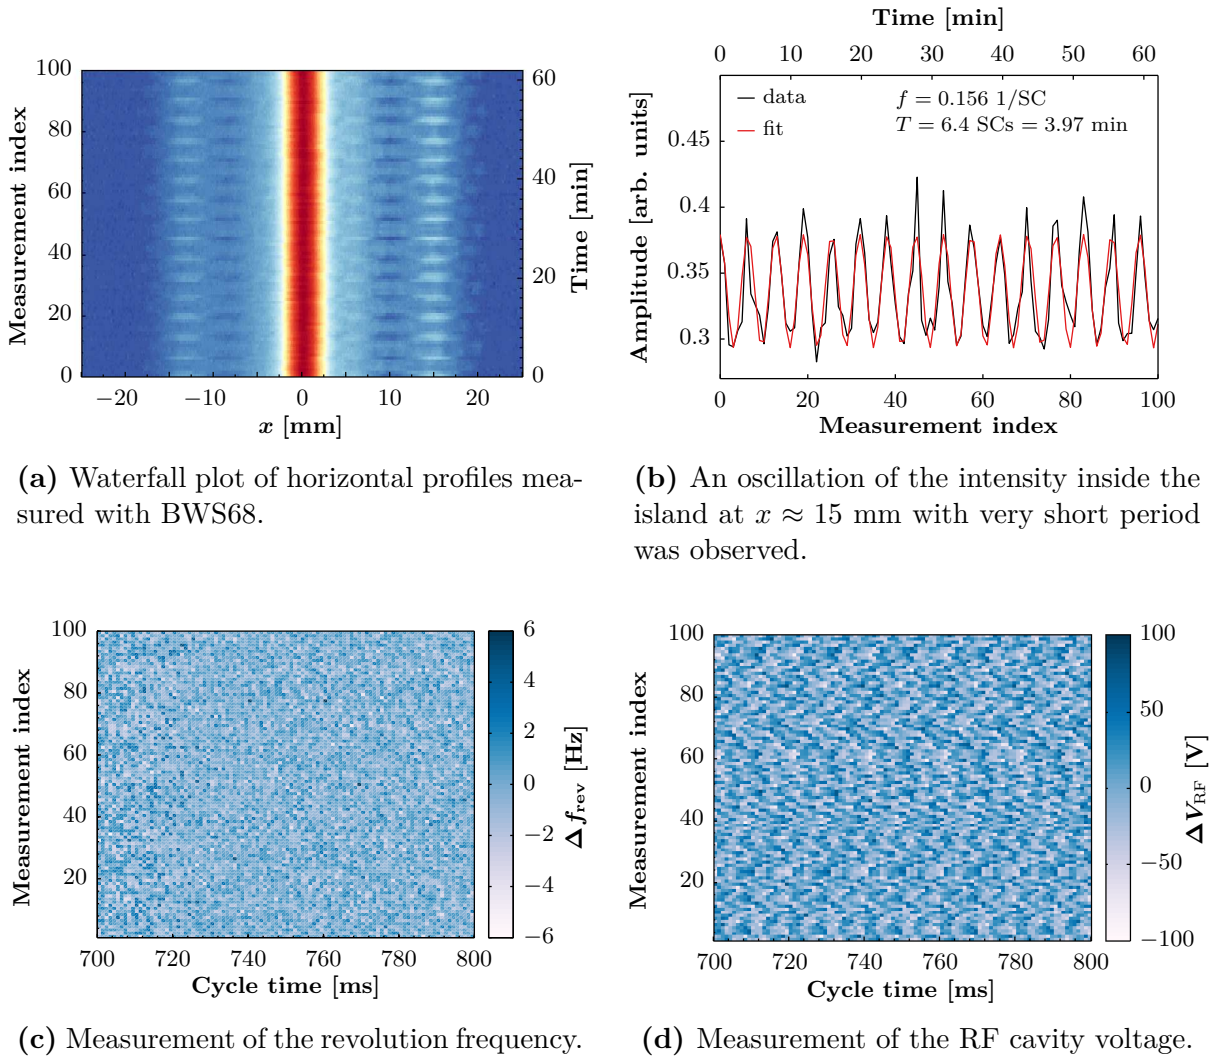 100
80
60
40
20
0
Measurement index
60
40
20
0
Time [min]
−20
−10
0
10
20
x [mm]
(a) Waterfall plot of horizontal profiles mea-
sured with BWS68.
Time [min]
0 10 20 30 40 50 60
data
fit
f = 0.156 1/SC
T = 6.4 SCs = 3.97 min
0.45
0.4
0.35
0.3
Amplitude [arb. units]
0 20 40 60 80 100
Measurement index
(b) An oscillation of the intensity inside the
island at x ≈ 15 mm with very short period
was observed.
100
80
60
40
20
Measurement index
700 720 740 760 780 800
Cycle time [ms]
6
4
2
0
−2
−4
−6
Δf_rev [Hz]
(c) Measurement of the revolution frequency.
100
80
60
40
20
Measurement index
700 720 740 760 780 800
Cycle time [ms]
100
50
0
−50
−100
ΔV_RF [V]
(d) Measurement of the RF cavity voltage.